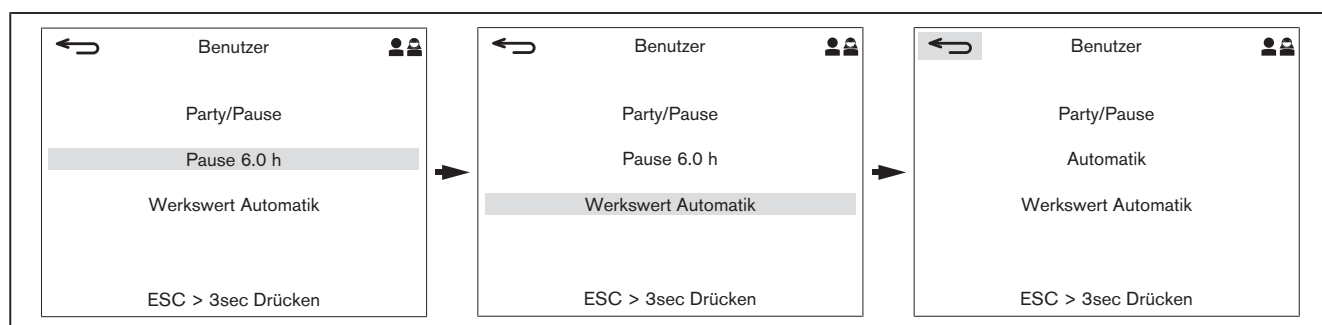 Benutzer
Party/Pause
Pause 6.0 h
Werkswert Automatik
ESC > 3sec Drücken
Benutzer
Party/Pause
Pause 6.0 h
Werkswert Automatik
ESC > 3sec Drücken
Benutzer
Party/Pause
Automatik
Werkswert Automatik
ESC > 3sec Drücken